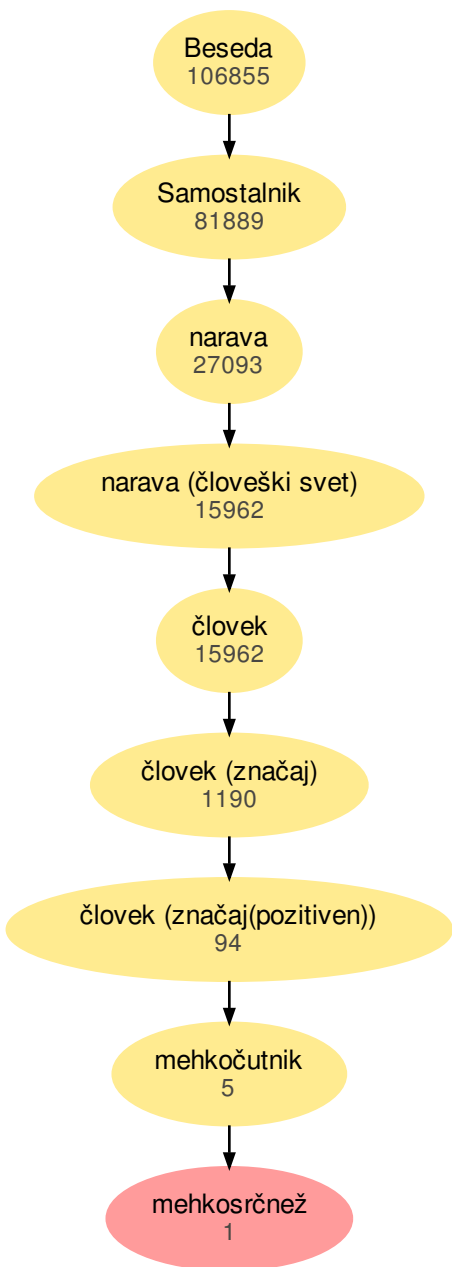 Beseda
106855
Samostalnik
81889
narava
27093
narava (človeški svet)
15962
človek
15962
človek (značaj)
1190
človek (značaj(pozitiven))
94
mehkočutnik
5
mehkosrčnež
1